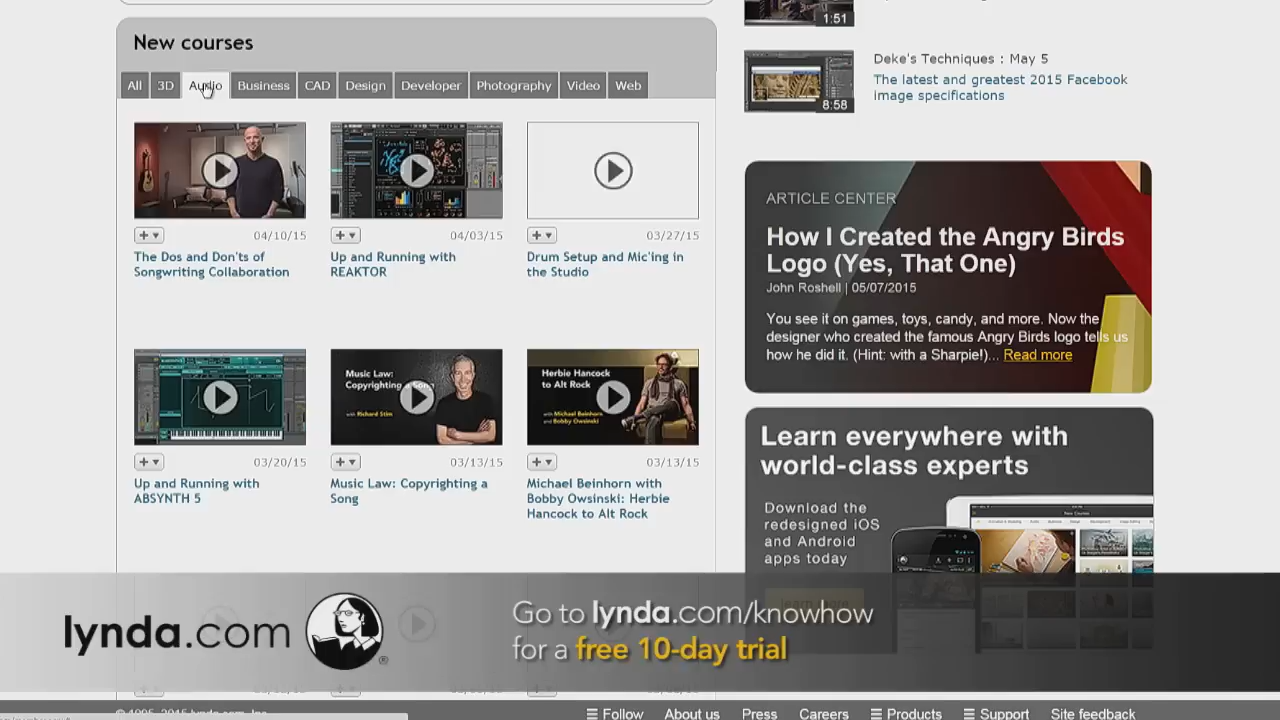 1:51
New courses
All 3D Audio Business CAD Design Developer Photography Video Web
04/10/15
The Dos and Don'ts of
Songwriting Collaboration
04/03/15
Up and Running with
REAKTOR
03/27/15
Drum Setup and Mic'ing in
the Studio
03/20/15
Up and Running with
ABSYNTH 5
Music Law:
Copyrighting a Song
with Richard Stim
03/13/15
Music Law: Copyrighting a
Song
Herbie Hancock
to Alt Rock
with Michael Beinhorn
and Bobby Owsinski
03/13/15
Michael Beinhorn with
Bobby Owsinski: Herbie
Hancock to Alt Rock
8:58
Deke's Techniques : May 5
The latest and greatest 2015 Facebook
image specifications
ARTICLE CENTER
How I Created the Angry Birds
Logo (Yes, That One)
John Roshell | 05/07/2015
You see it on games, toys, candy, and more. Now the
designer who created the famous Angry Birds logo tells us
how he did it. (Hint: with a Sharpie!)... Read more
Learn everywhere with
world-class experts
Download the
redesigned iOS
and Android
apps today
lynda.com ®
Go to lynda.com/knowhow
for a free 10-day trial
© 1995-2015 lynda.com, Inc.
Follow About us Press Careers Products Support Site feedback